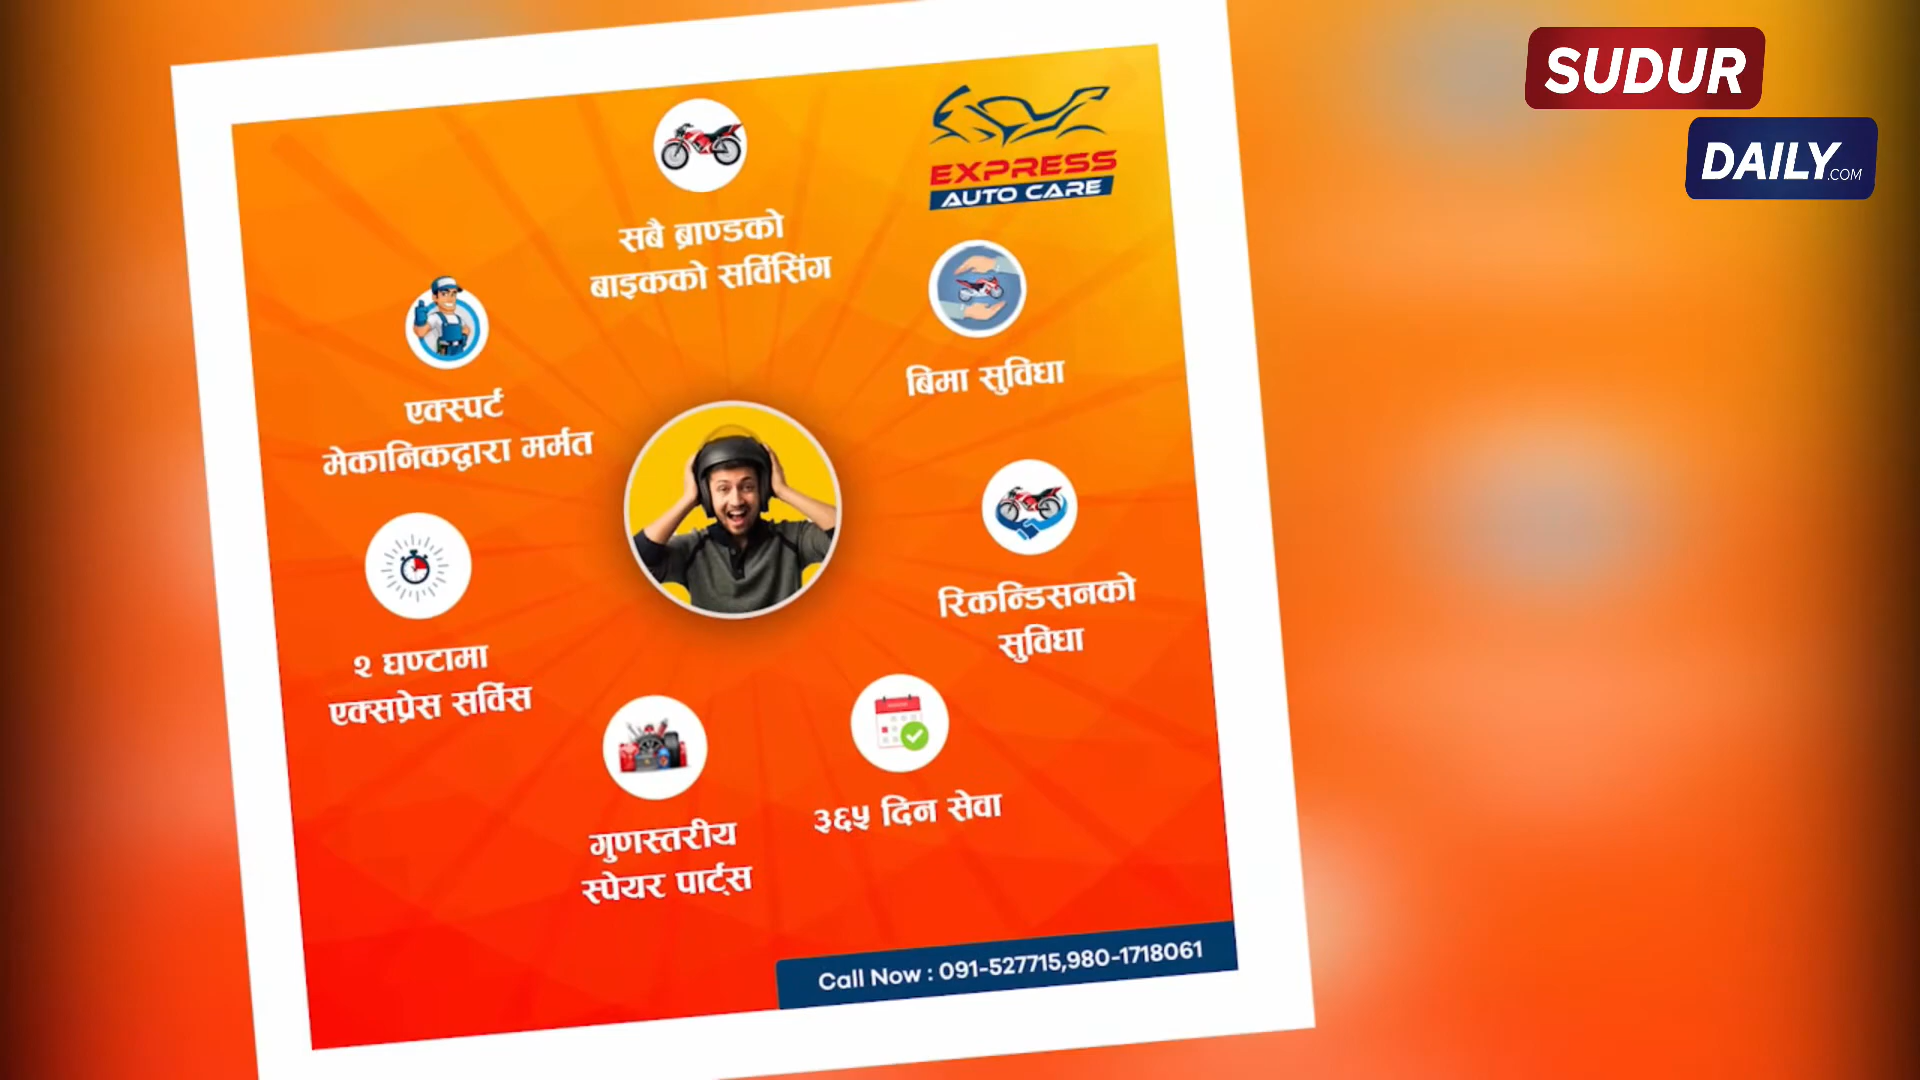 SUDUR
DAILY.COM
EXPRESS
AUTO CARE
सबै ब्राण्डको
बाइकको सर्विसिंग
बिमा सुविधा
एक्स्पर्ट
मेकानिकद्वारा मर्मत
रिकन्डिसनको
सुविधा
२ घण्टामा
एक्सप्रेस सर्विस
३६५ दिन सेवा
गुणस्तरीय
स्पेयर पार्ट्स
Call Now : 091-527715,980-1718061